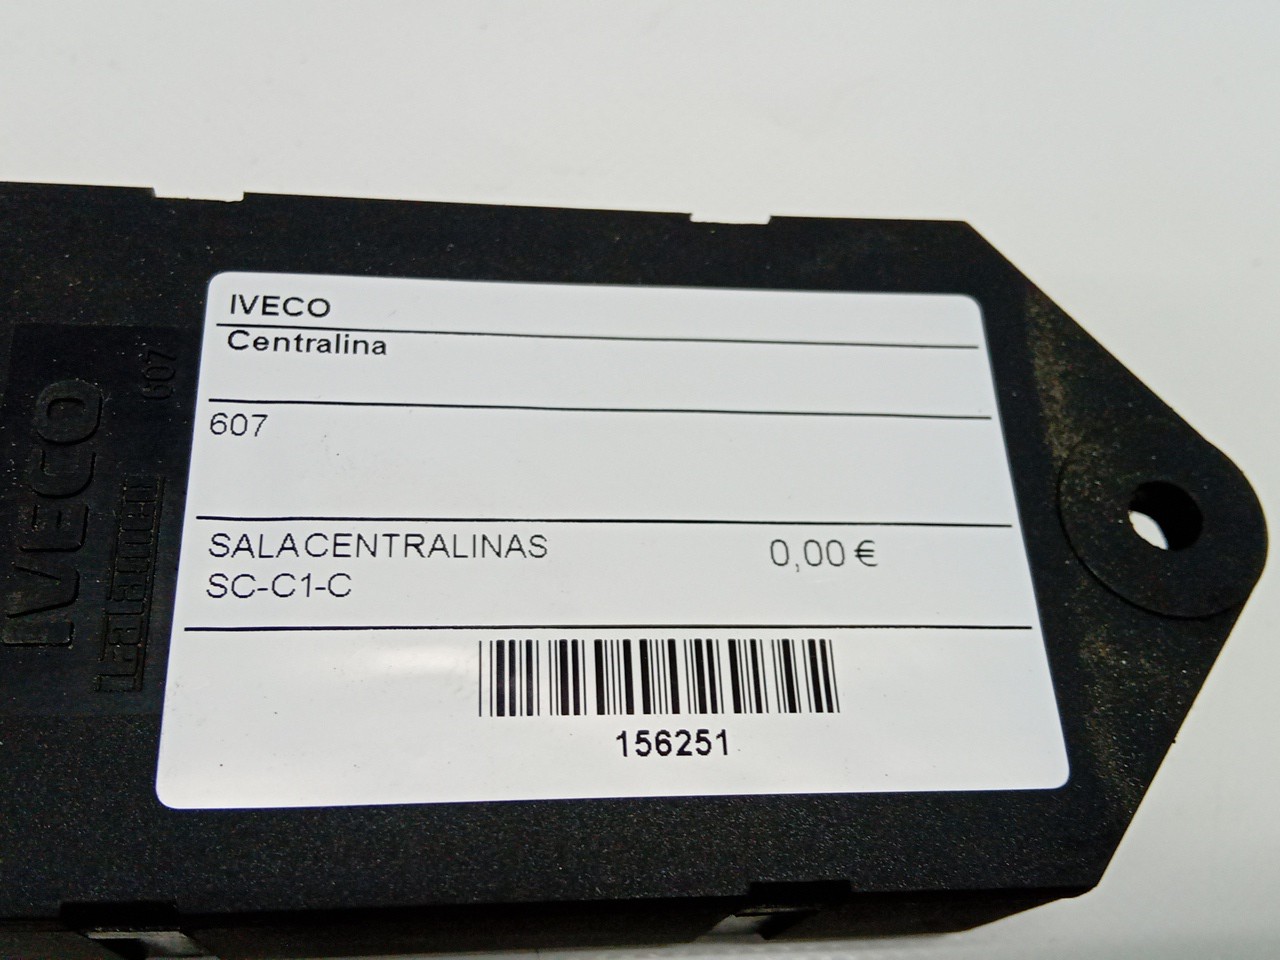 IVECO
Centralina
607
SALACENTRALINAS 0,00 €
SC-C1-C
156251
IVECO
607